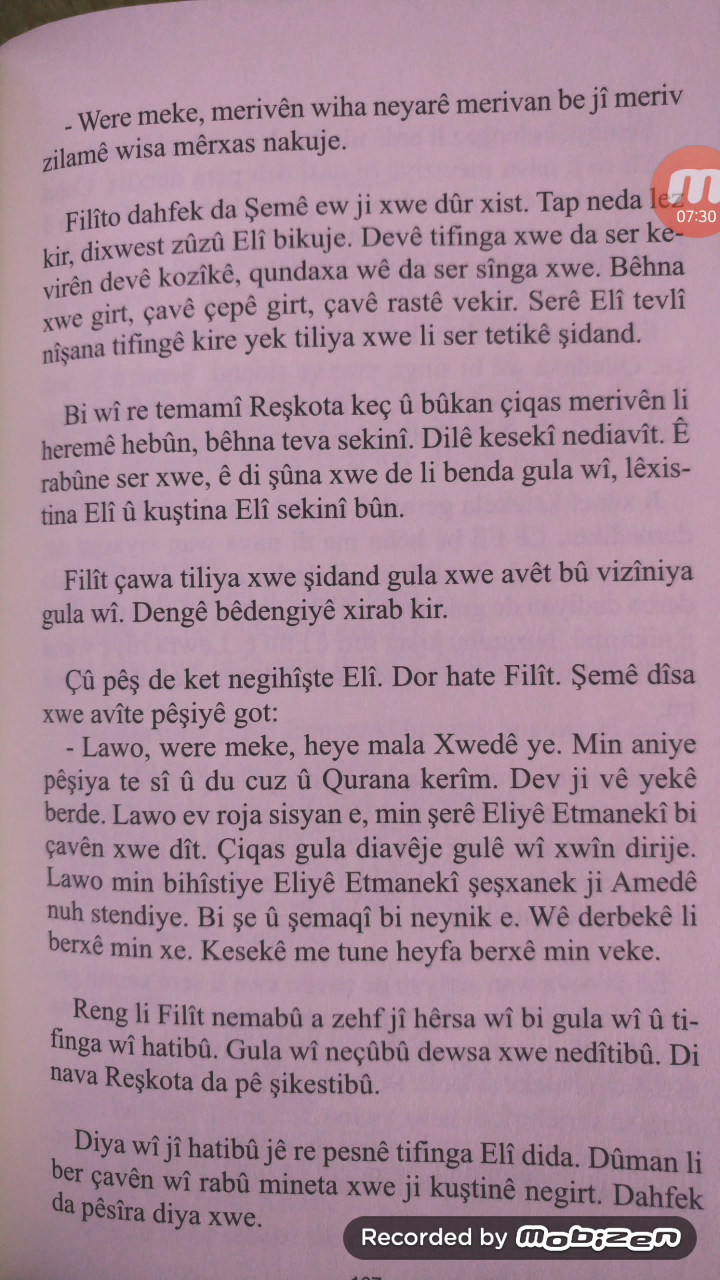 - Were meke, merivên wiha neyarê merivan be jî meriv
zilamê wisa mêrxas nakuje.
Filîto dahfek da Şemê ew ji xwe dûr xist. Tap neda lez
kir, dixwest zûzû Elî bikuje. Devê tifinga xwe da ser ke-
virên devê kozîkê, qundaxa wê da ser sînga xwe. Bêhna
xwe girt, çavê çepê girt, çavê rastê vekir. Serê Elî tevlî
nîşana tifingê kire yek tiliya xwe li ser tetikê şidand.
Bi wî re temamî Reşkota keç û bûkan çiqas merivên li
heremê hebûn, bêhna teva sekinî. Dilê kesekî nediavît. Ê
rabûne ser xwe, ê di şûna xwe de li benda gula wî, lêxis-
tina Elî û kuştina Elî sekinî bûn.
Filît çawa tiliya xwe şidand gula xwe avêt bû vizîniya
gula wî. Dengê bêdengiyê xirab kir.
Çû pêş de ket negihîşte Elî. Dor hate Filît. Şemê dîsa
xwe avîte pêşiyê got:
- Lawo, were meke, heye mala Xwedê ye. Min aniye
pêşiya te sî û du cuz û Qurana kerîm. Dev ji vê yekê
berde. Lawo ev roja sisyan e, min şerê Eliyê Etmanekî bi
çavên xwe dît. Çiqas gula diavêje gulê wî xwîn dirije.
Lawo min bihîstiye Eliyê Etmanekî şeşxanek ji Amedê
nuh stendiye. Bi şe û şemaqî bi neynik e. Wê derbekê li
berxê min xe. Kesekê me tune heyfa berxê min veke.
Reng li Filît nemabû a zehf jî hêrsa wî bi gula wî û ti-
finga wî hatibû. Gula wî neçûbû dewsa xwe nedîtibû. Di
nava Reşkota da pê şikestibû.
Diya wî jî hatibû jê re pesnê tifinga Elî dida. Dûman li
ber çavên wî rabû mineta xwe ji kuştinê negirt. Dahfek
da pêsîra diya xwe.
07:30
Recorded by mobizen